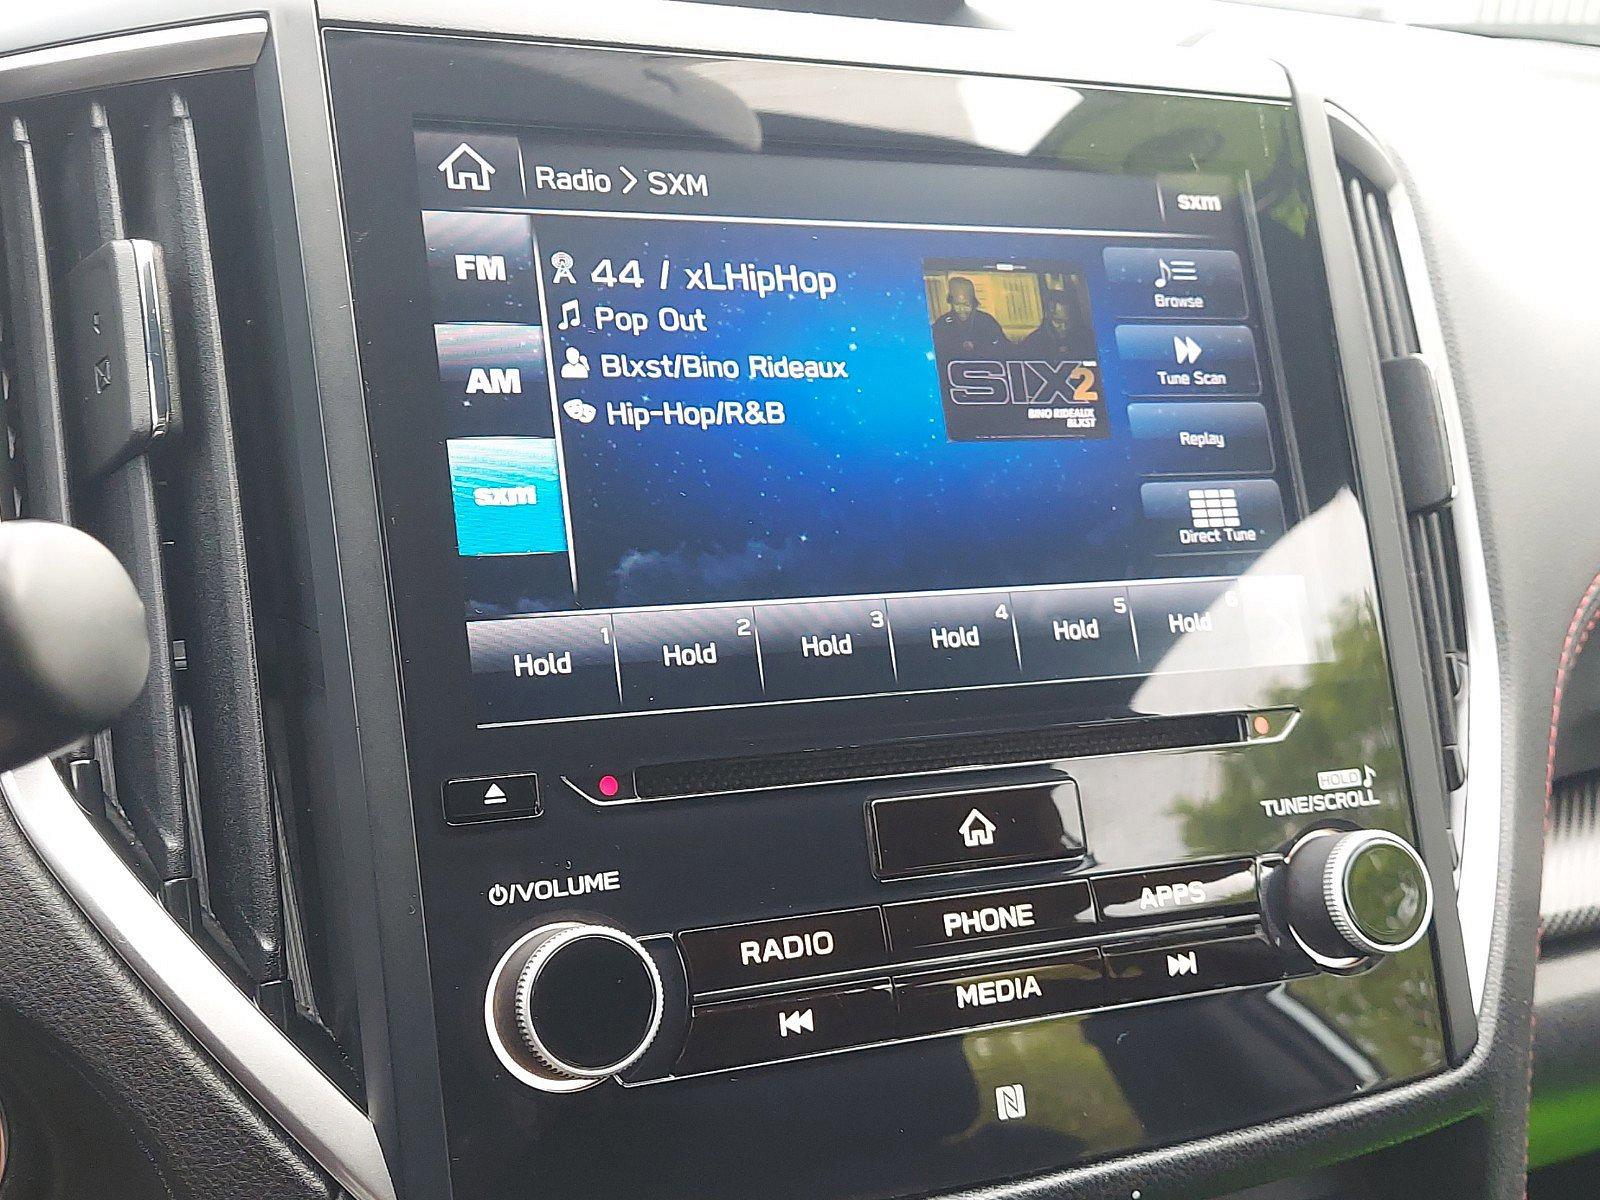 Radio > SXM
sxm
FM
AM
sxm
44 / xLHipHop
Pop Out
Blxst/Bino Rideaux
Hip-Hop/R&B
SIX
2
BINO RIDEAUX
BLXST
Browse
Tune Scan
Replay
Direct Tune
1 Hold
2 Hold
3 Hold
4 Hold
5 Hold
6 Hold
HOLD
TUNE/SCROLL
/VOLUME
RADIO
PHONE
APPS
MEDIA